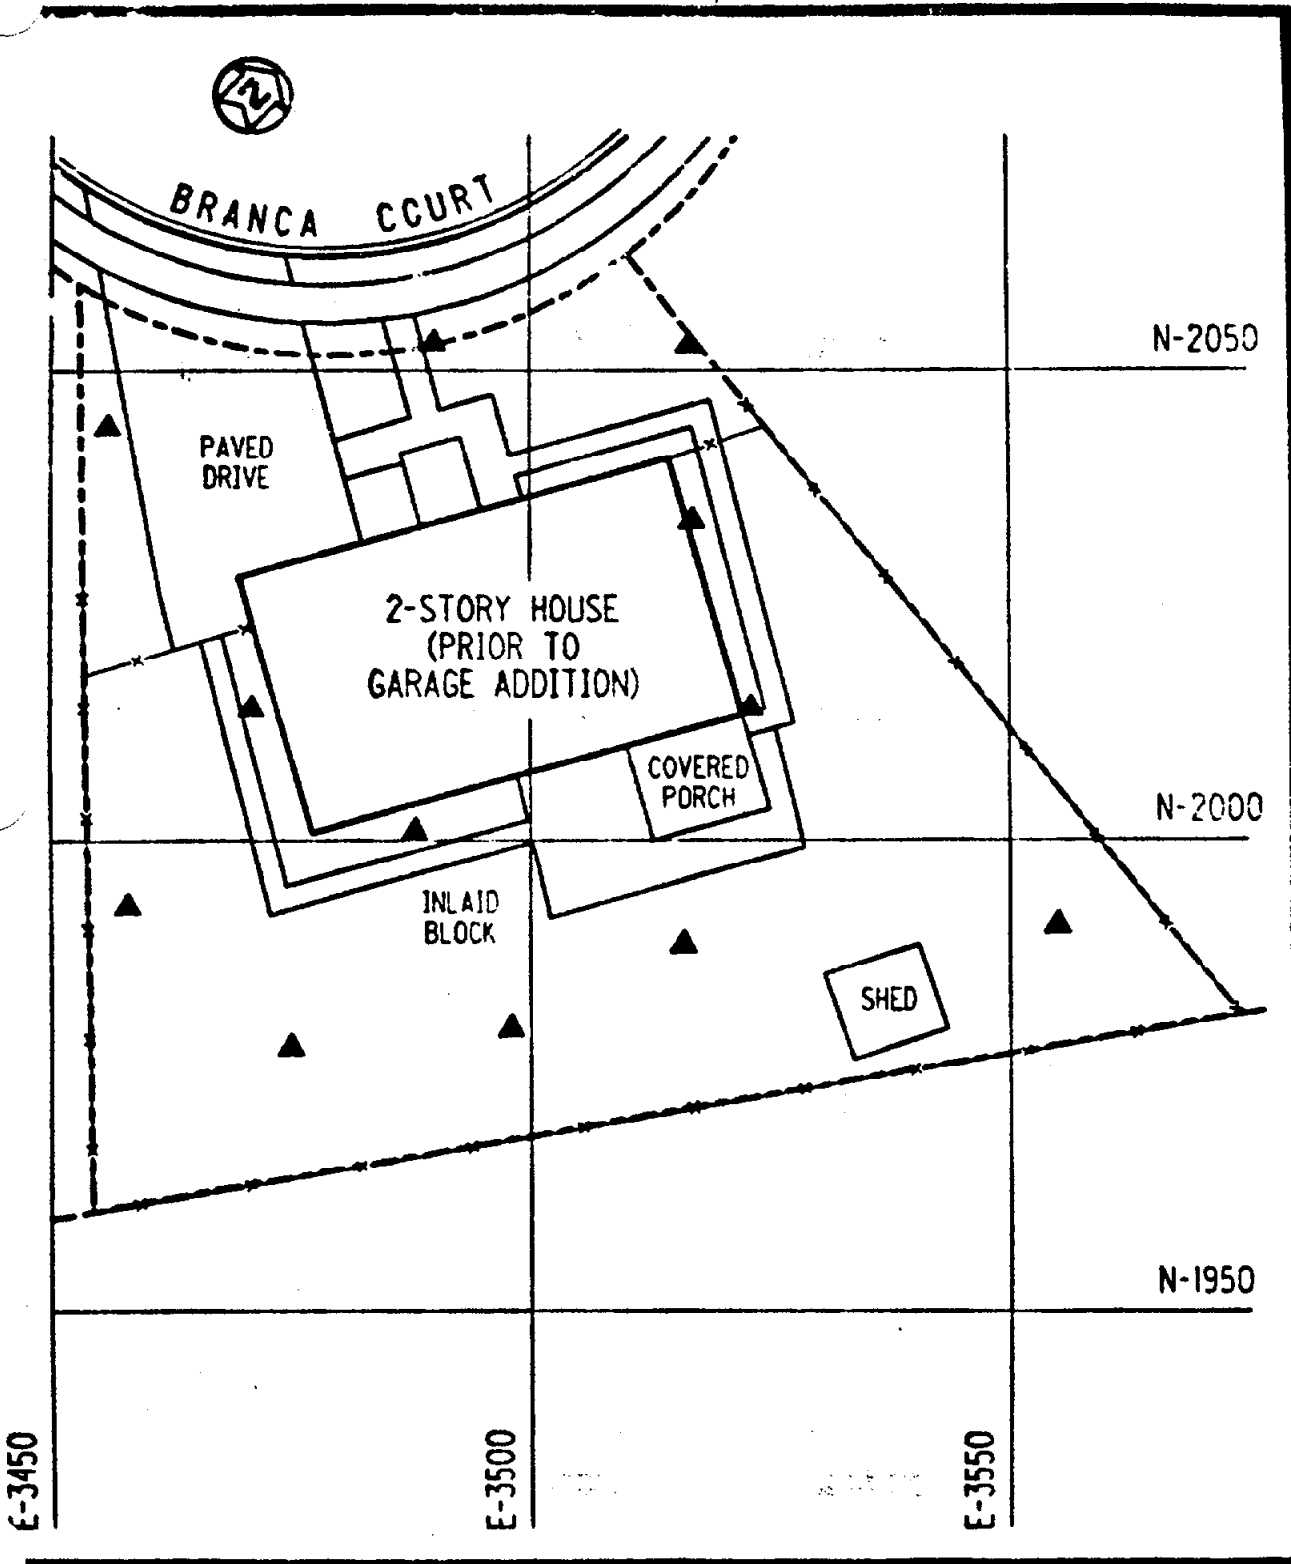 2
BRANCA CCURT
N-2050
PAVED
DRIVE
2-STORY HOUSE
(PRIOR TO
GARAGE ADDITION)
COVERED
PORCH
N-2000
INLAID
BLOCK
SHED
N-1950
E-3450
E-3500
E-3550